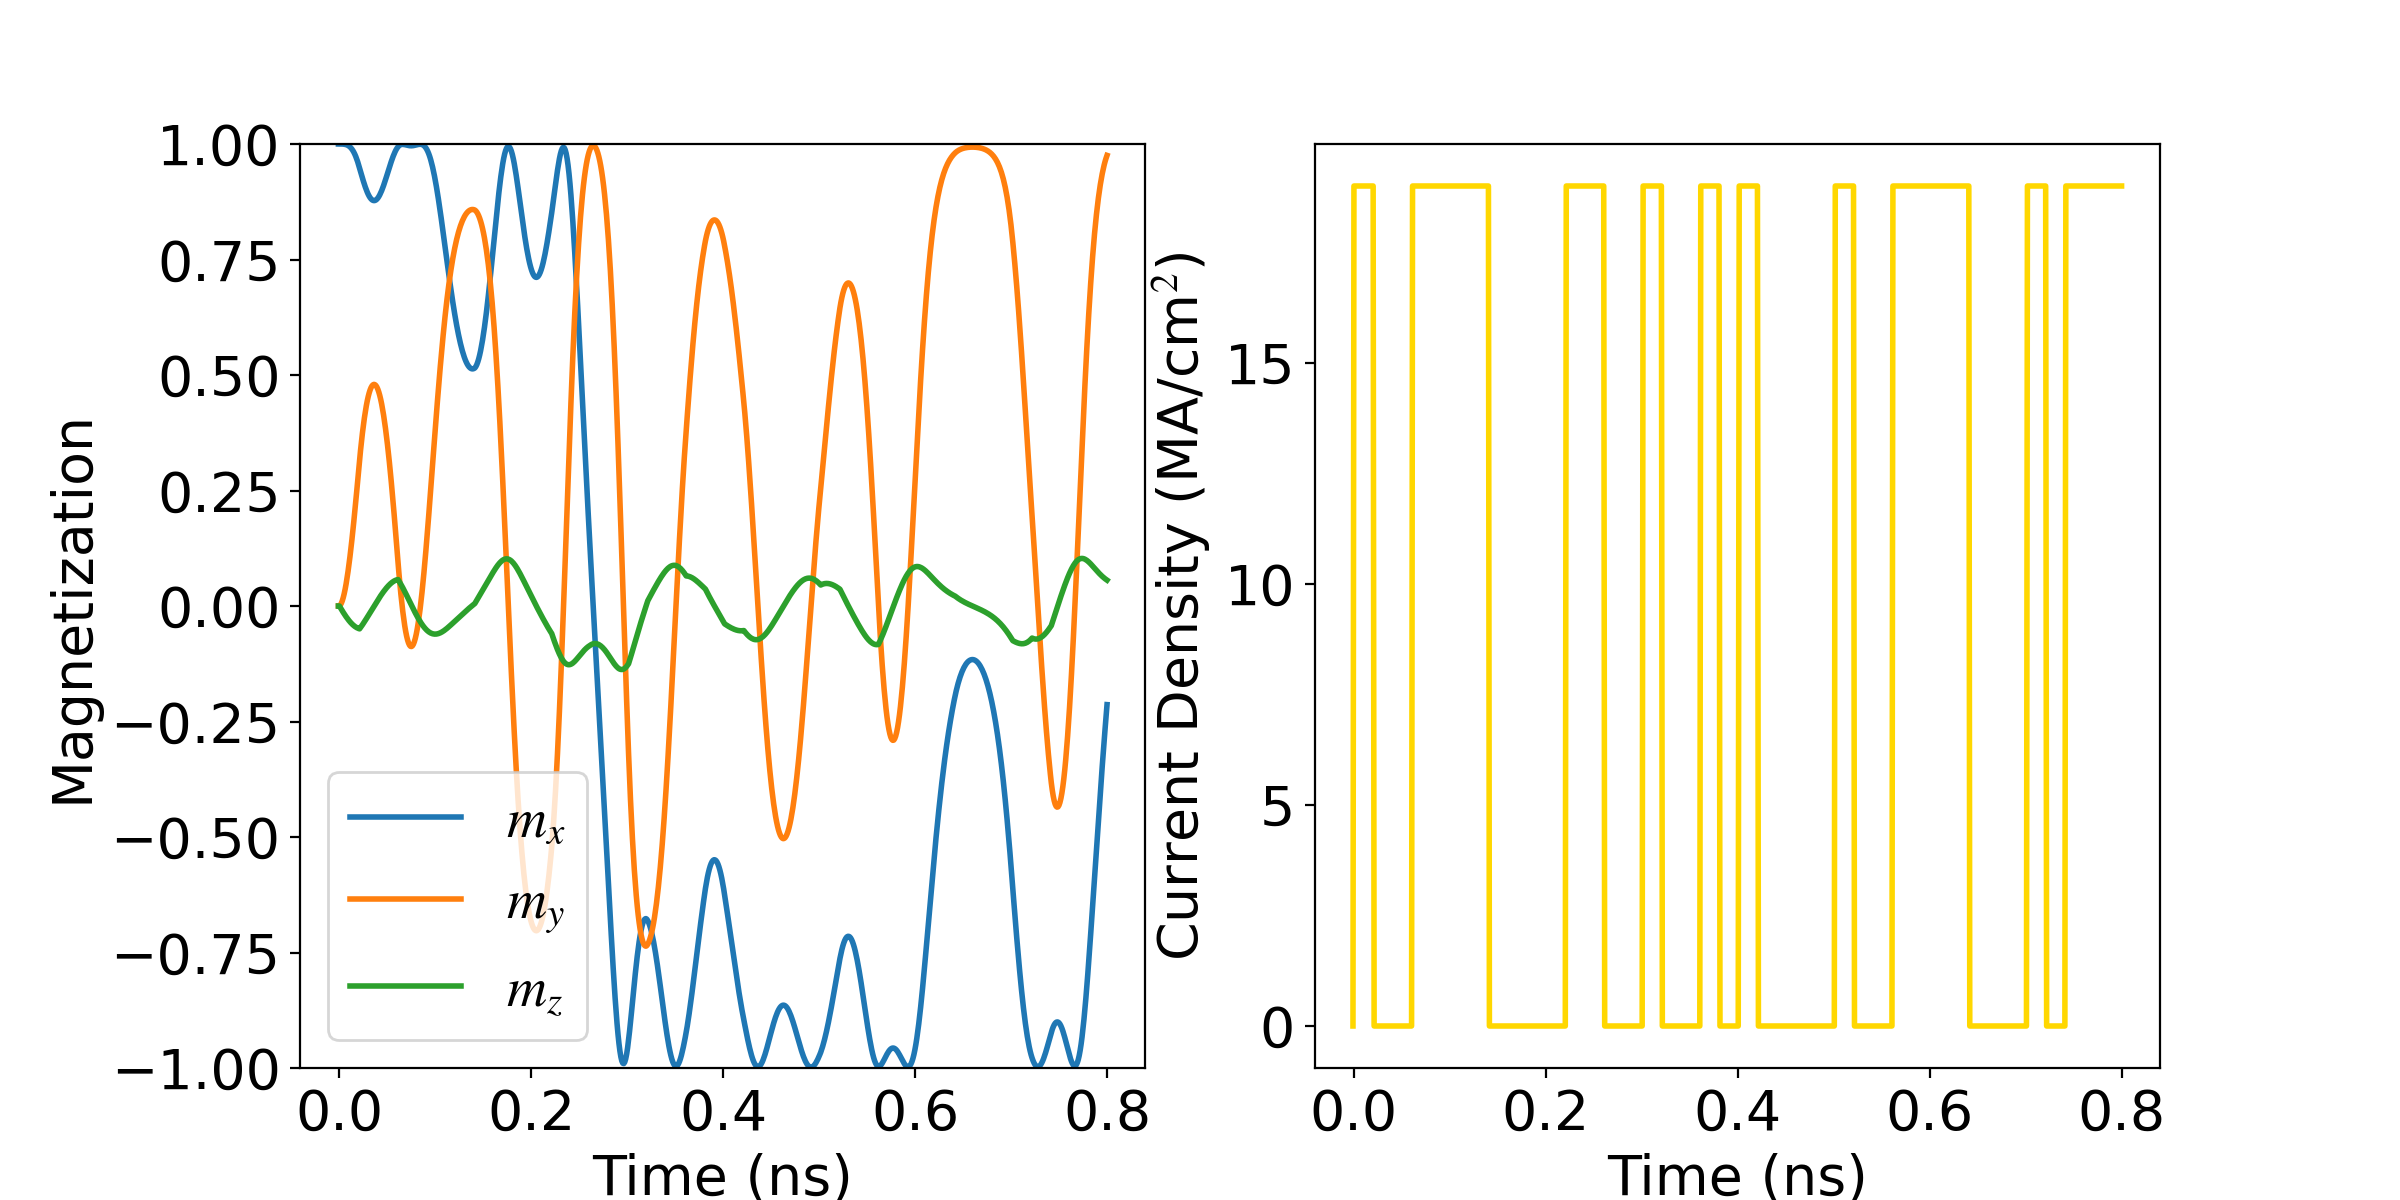 1.00
0.75
0.50
0.25
0.00
−0.25
−0.50
−0.75
−1.00
Magnetization
m_x
m_y
m_z
0.0 0.2 0.4 0.6 0.8
Time (ns)
15
10
5
0
Current Density (MA/cm²)
0.0 0.2 0.4 0.6 0.8
Time (ns)